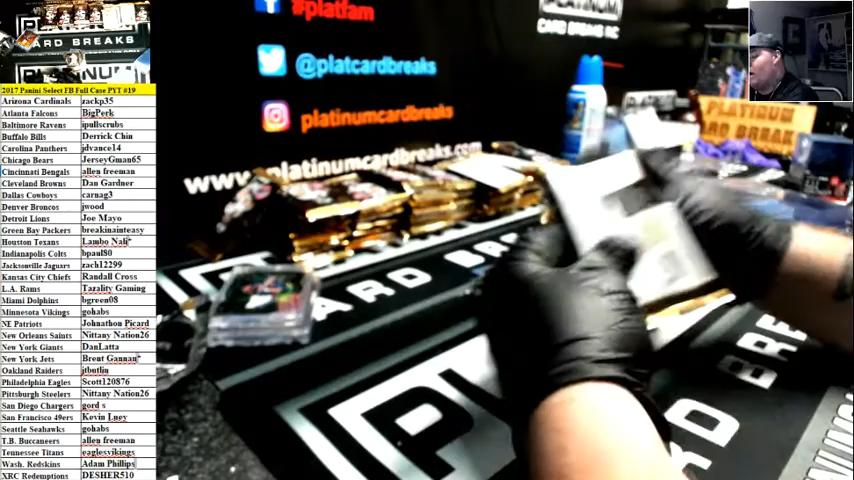 CARD BREAKS
2017 Panini Select FB Full Case PYT #19
Arizona Cardinals zackp35
Atlanta Falcons BigPerk
Baltimore Ravens ipullscrubs
Buffalo Bills Derrick Chin
Carolina Panthers jdvance14
Chicago Bears JerseyGman65
Cincinnati Bengals allen freeman
Cleveland Browns Dan Gardner
Dallas Cowboys carnag3
Denver Broncos jwood
Detroit Lions Joe Mayo
Green Bay Packers breakinainteasy
Houston Texans Lambo Nali*
Indianapolis Colts bpaul80
Jacksonville Jaguars zach12299
Kansas City Chiefs Randall Cross
L.A. Rams Tarality Gaming
Miami Dolphins bgreen08
Minnesota Vikings gohabs
NE Patriots Johnathon Picard
New Orleans Saints Nittany Nation26
New York Giants DanLatta
New York Jets Brent Gannan*
Oakland Raiders jtbutlin
Philadelphia Eagles Scott120876
Pittsburgh Steelers Nittany Nation26
San Diego Chargers gord s
San Francisco 49ers Kevin Luey
Seattle Seahawks gohabs
T.B. Buccaneers allen freeman
Tennessee Titans eaglesvikings
Wash. Redskins Adam Phillips
XRC Redemptions DESHER510
#platfam
@platcardbreaks
platinumcardbreaks
www.platinumcardbreaks.com
PLATINUM
CARD BREAKS INC
PLATINUM
CARD BREAK
CARD BREA